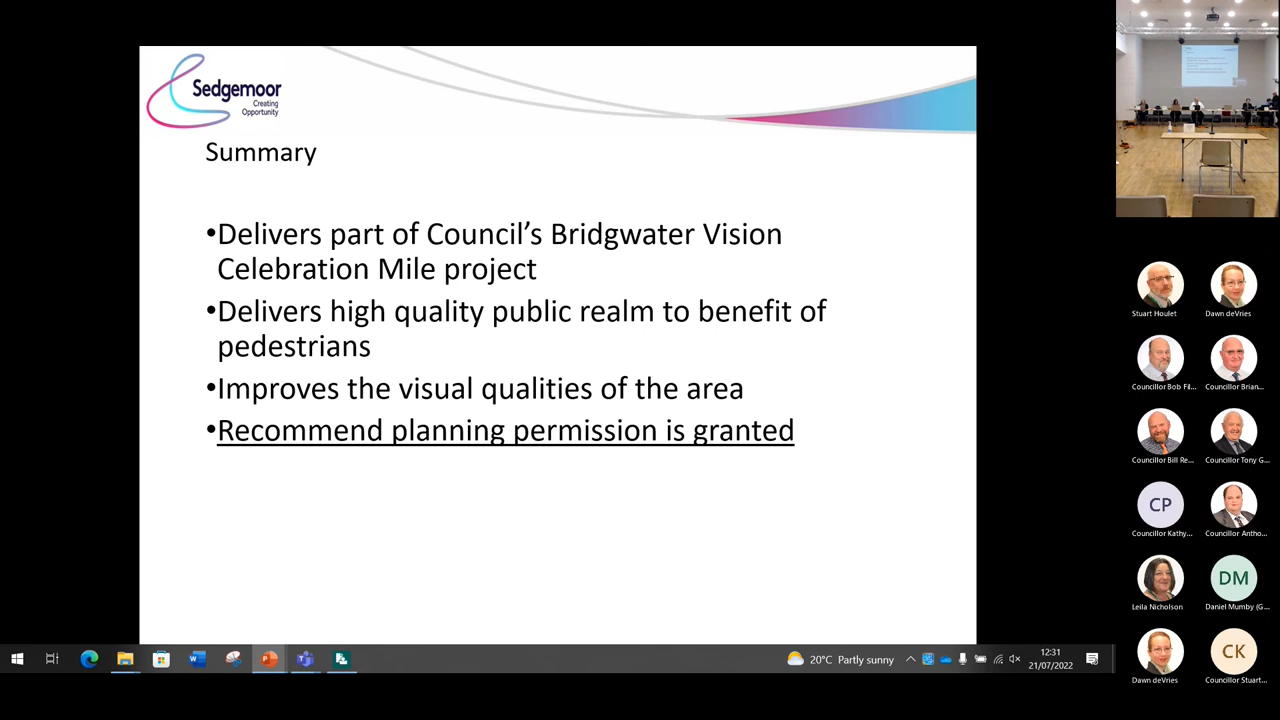 Sedgemoor
Creating
Opportunity
Summary
•Delivers part of Council’s Bridgwater Vision
Celebration Mile project
•Delivers high quality public realm to benefit of
pedestrians
•Improves the visual qualities of the area
•Recommend planning permission is granted
20°C Partly sunny
12:31
21/07/2022
Stuart Houlet
Dawn deVries
Councillor Bob Fil...
Councillor Brian...
Councillor Bill Re...
Councillor Tony G...
CP
Councillor Kathy...
Councillor Antho...
Leila Nicholson
DM
Daniel Mumby (G...
Dawn deVries
CK
Councillor Stuart...